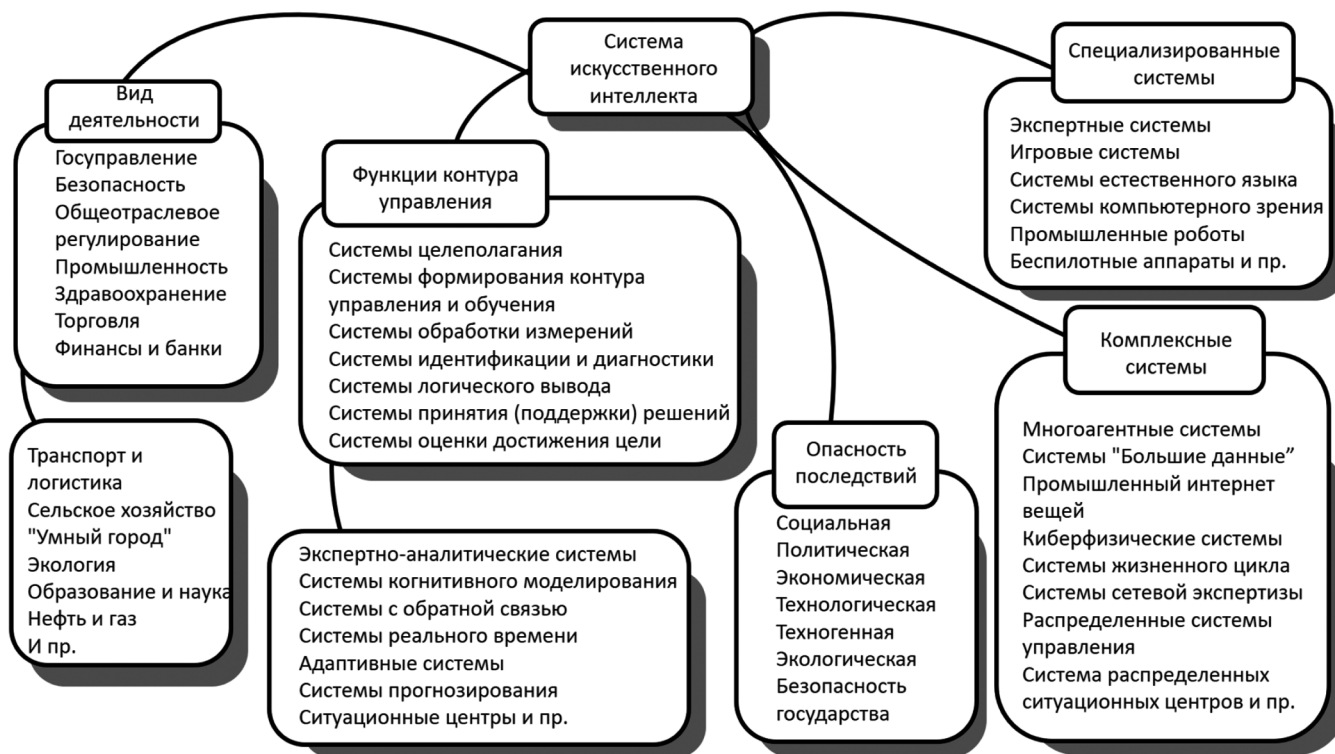 Система
искусственного
интеллекта
Вид
деятельности
Госуправление
Безопасность
Общеотраслевое
регулирование
Промышленность
Здравоохранение
Торговля
Финансы и банки
Транспорт и
логистика
Сельское хозяйство
"Умный город"
Экология
Образование и наука
Нефть и газ
И пр.
Функции контура
управления
Системы целеполагания
Системы формирования контура
управления и обучения
Системы обработки измерений
Системы идентификации и диагностики
Системы логического вывода
Системы принятия (поддержки) решений
Системы оценки достижения цели
Экспертно-аналитические системы
Системы когнитивного моделирования
Системы с обратной связью
Системы реального времени
Адаптивные системы
Системы прогнозирования
Ситуационные центры и пр.
Опасность
последствий
Социальная
Политическая
Экономическая
Технологическая
Техногенная
Экологическая
Безопасность
государства
Специализированные
системы
Экспертные системы
Игровые системы
Системы естественного языка
Системы компьютерного зрения
Промышленные роботы
Беспилотные аппараты и пр.
Комплексные
системы
Многоагентные системы
Системы "Большие данные”
Промышленный интернет
вещей
Киберфизические системы
Системы жизненного цикла
Системы сетевой экспертизы
Распределенные системы
управления
Система распределенных
ситуационных центров и пр.